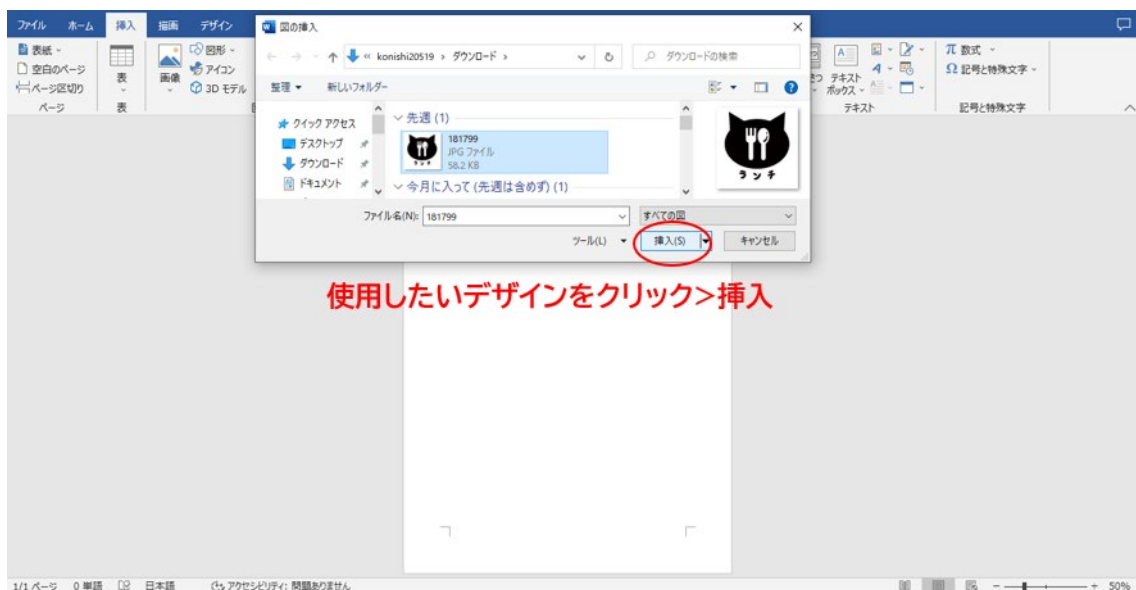 ファイル ホーム 挿入 描画 デザイン
図の挿入
表紙
空白のページ
ページ区切り
ページ
表
表
画像
図形
アイコン
3D モデル
« konishi20519 › ダウンロード ›
ダウンロードの検索
整理 新しいフォルダー
クイック アクセス
デスクトップ
ダウンロード
ドキュメント
先週 (1)
181799
JPG ファイル
58.2 KB
今月に入って (先週は含めず) (1)
ランチ
ファイル名(N): 181799
すべての図
ツール(L) 挿入(S) キャンセル
テキスト
ボックス
テキスト
π 数式
Ω 記号と特殊文字
記号と特殊文字
使用したいデザインをクリック>挿入
1/1 ページ 0 単語 日本語 アクセシビリティ: 問題ありません
50%